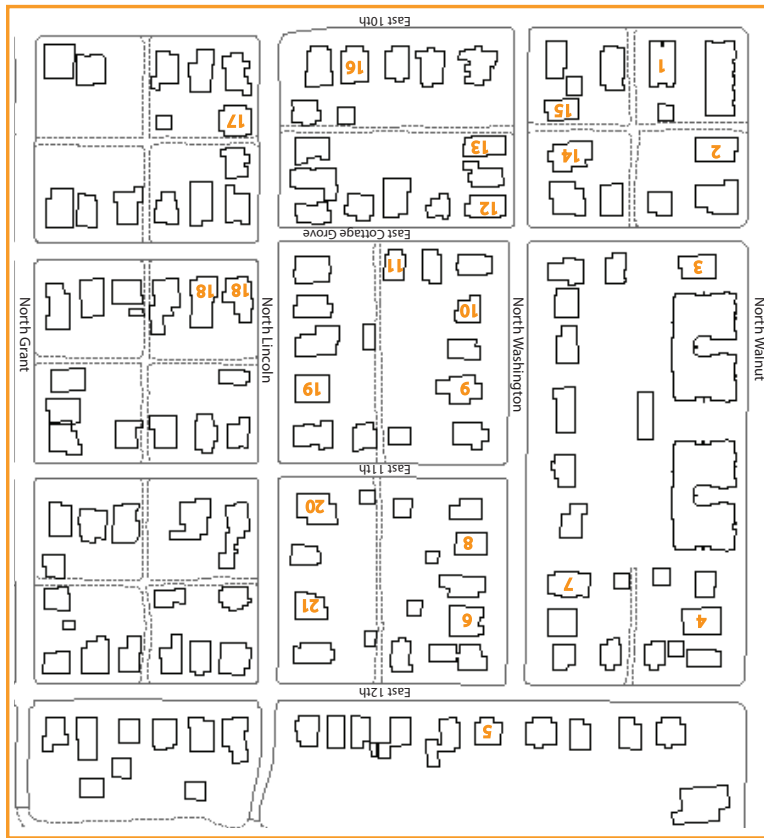 East 10th
16
1
15
17
13
14
2
12
East Cottage Grove
11
3
18
18
10
North Grant
North Lincoln
North Washington
North Walnut
19
9
East 11th
20
8
7
21
6
4
East 12th
5